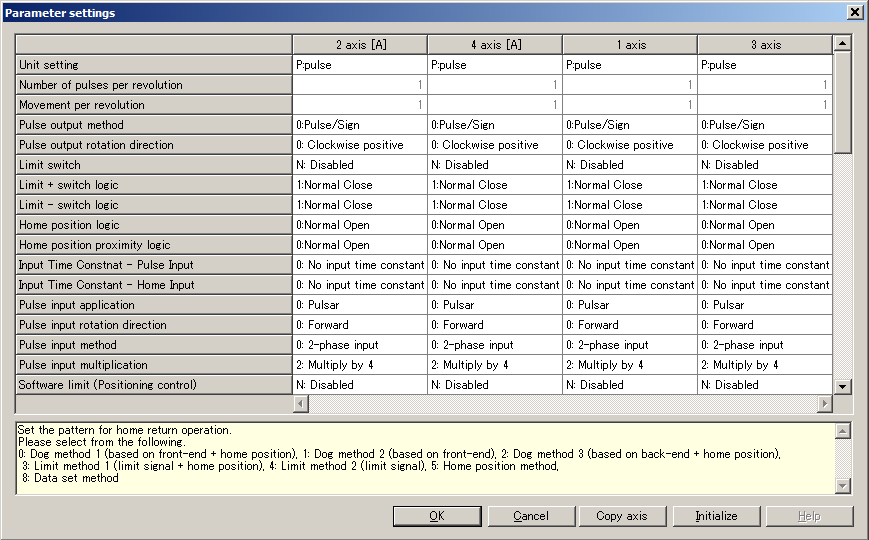 Parameter settings
2 axis [A] 4 axis [A] 1 axis 3 axis
Unit setting P:pulse P:pulse P:pulse P:pulse
Number of pulses per revolution 1 1 1 1
Movement per revolution 1 1 1 1
Pulse output method 0:Pulse/Sign 0:Pulse/Sign 0:Pulse/Sign 0:Pulse/Sign
Pulse output rotation direction 0: Clockwise positive 0: Clockwise positive 0: Clockwise positive 0: Clockwise positive
Limit switch N: Disabled N: Disabled N: Disabled N: Disabled
Limit + switch logic 1:Normal Close 1:Normal Close 1:Normal Close 1:Normal Close
Limit - switch logic 1:Normal Close 1:Normal Close 1:Normal Close 1:Normal Close
Home position logic 0:Normal Open 0:Normal Open 0:Normal Open 0:Normal Open
Home position proximity logic 0:Normal Open 0:Normal Open 0:Normal Open 0:Normal Open
Input Time Constnat - Pulse Input 0: No input time constant 0: No input time constant 0: No input time constant 0: No input time constant
Input Time Constant - Home Input 0: No input time constant 0: No input time constant 0: No input time constant 0: No input time constant
Pulse input application 0: Pulsar 0: Pulsar 0: Pulsar 0: Pulsar
Pulse input rotation direction 0: Forward 0: Forward 0: Forward 0: Forward
Pulse input method 0: 2-phase input 0: 2-phase input 0: 2-phase input 0: 2-phase input
Pulse input multiplication 2: Multiply by 4 2: Multiply by 4 2: Multiply by 4 2: Multiply by 4
Software limit (Positioning control) N: Disabled N: Disabled N: Disabled N: Disabled
Set the pattern for home return operation.
Please select from the following.
0: Dog method 1 (based on front-end + home position), 1: Dog method 2 (based on front-end), 2: Dog method 3 (based on back-end + home position),
3: Limit method 1 (limit signal + home position), 4: Limit method 2 (limit signal), 5: Home position method,
8: Data set method
OK Cancel Copy axis Initialize Help